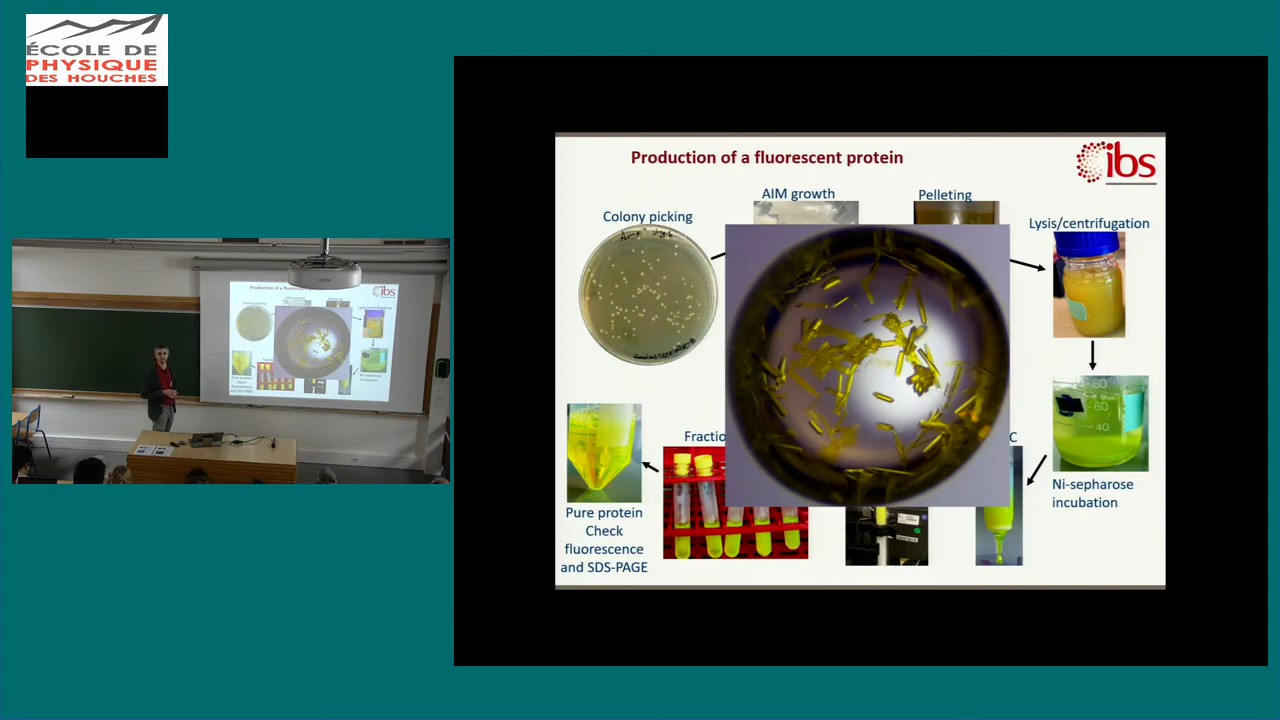 ÉCOLE DE
PHYSIQUE
DES HOUCHES
Production of a fluorescent protein
ibs
AIM growth
Pelleting
Colony picking
Lysis/centrifugation
80
60
40
Fractio
C
Ni-sepharose
incubation
Pure protein
Check
fluorescence
and SDS-PAGE